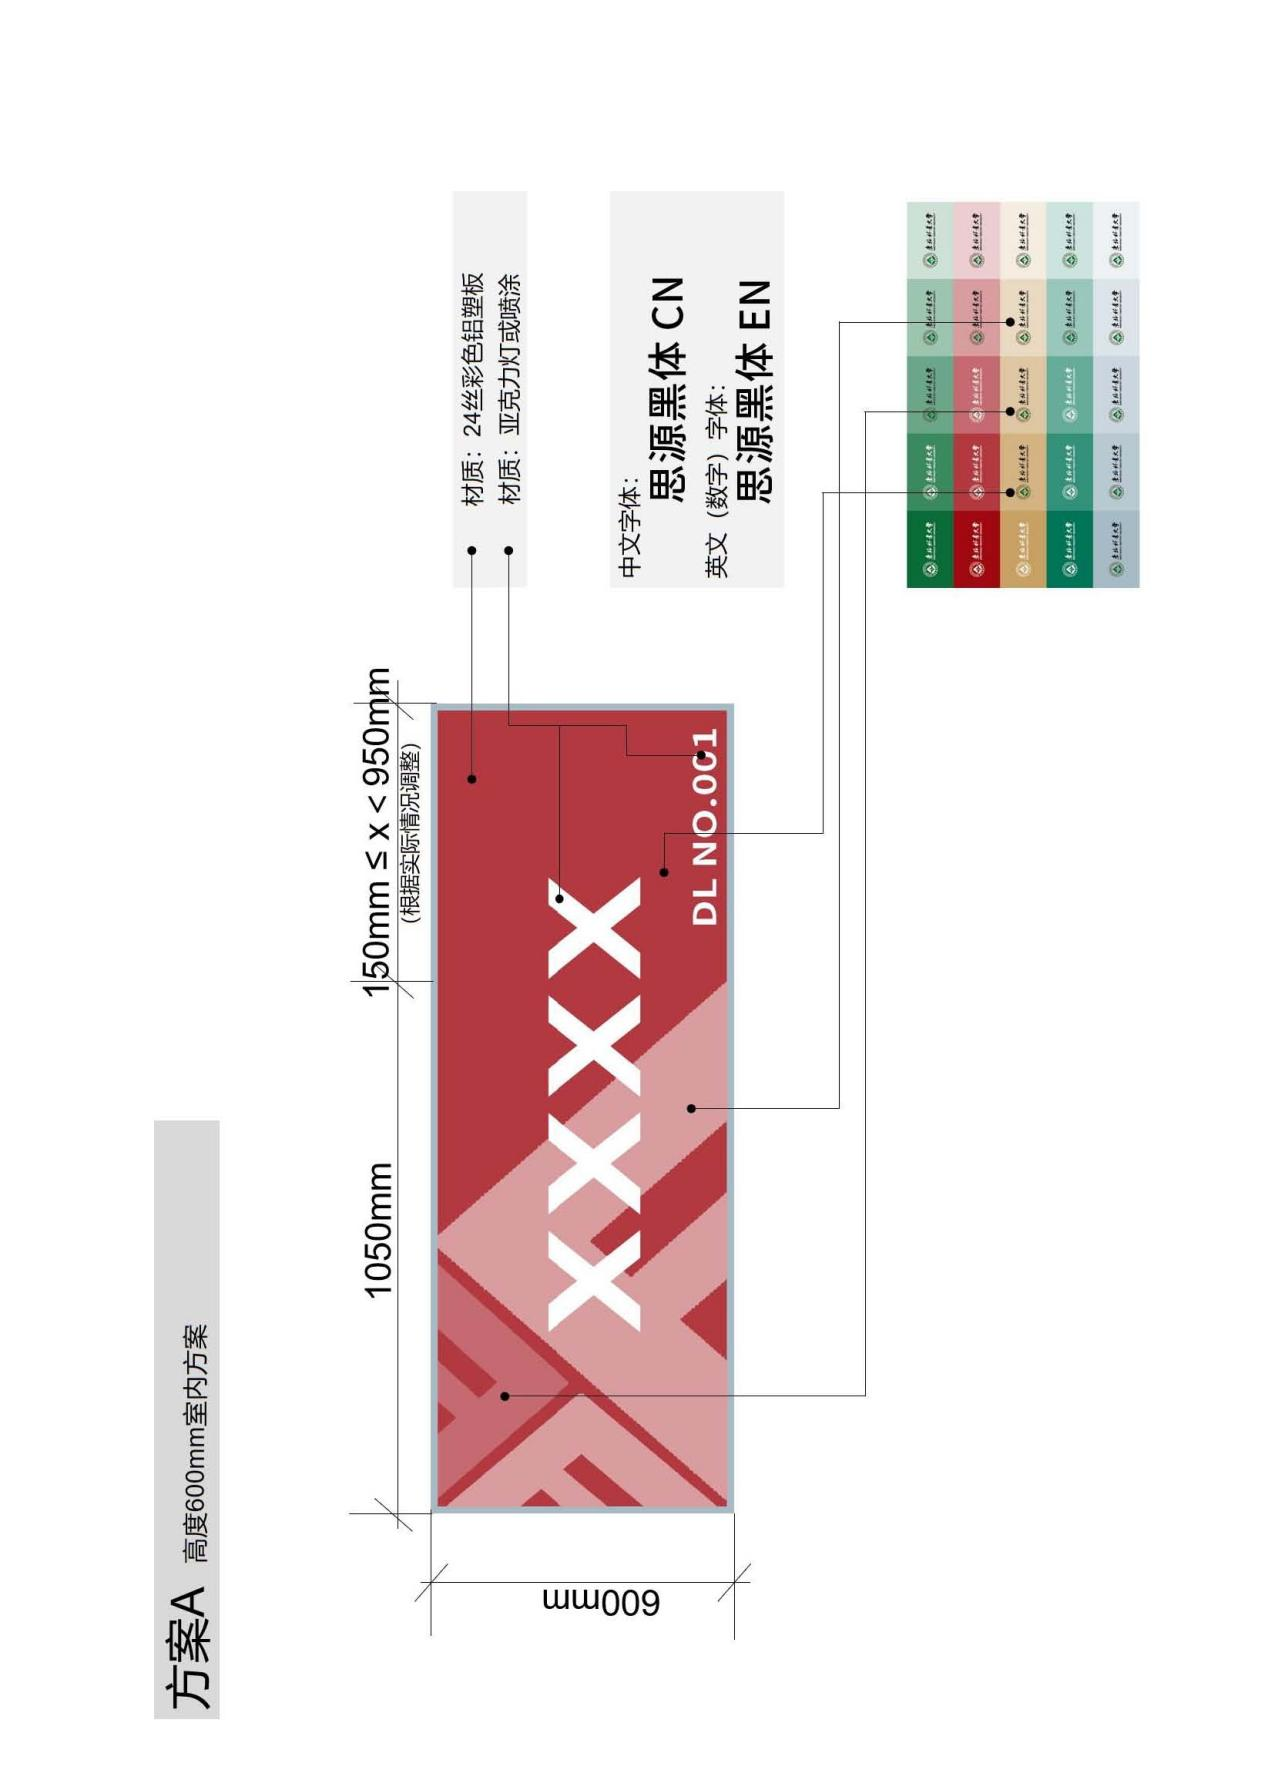 方案A 高度600mm室内方案
1050mm
150mm ≤ x < 950mm
(根据实际情况调整)
600mm
XXXX
DL NO.001
材质：24丝彩色铝塑板
材质：亚克力灯或喷涂
中文字体：
思源黑体 CN
英文（数字）字体：
思源黑体 EN